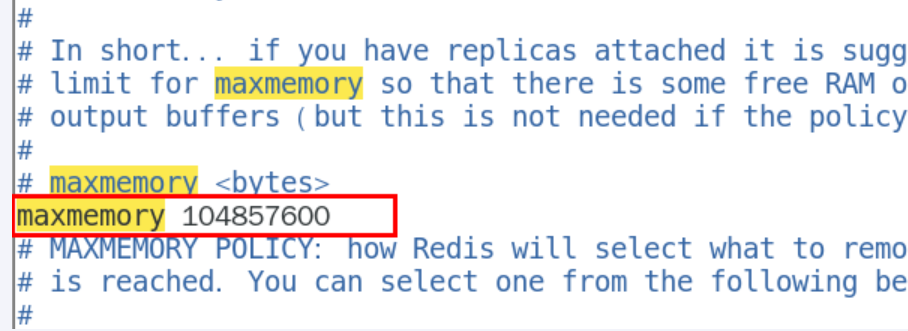 #
# In short... if you have replicas attached it is sugg
# limit for maxmemory so that there is some free RAM o
# output buffers (but this is not needed if the policy
#
# maxmemory <bytes>
maxmemory 104857600
# MAXMEMORY POLICY: how Redis will select what to remo
# is reached. You can select one from the following be
#